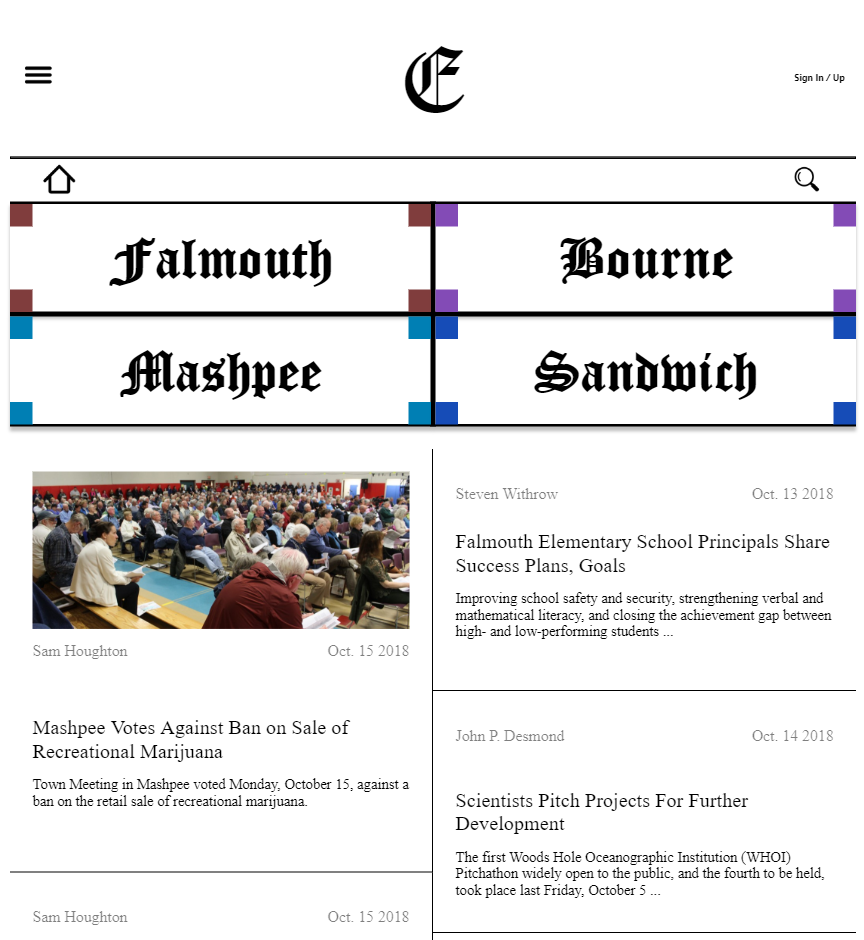 E
Sign In / Up
Falmouth
Bourne
Mashpee
Sandwich
Sam Houghton
Oct. 15 2018
Mashpee Votes Against Ban on Sale of
Recreational Marijuana
Town Meeting in Mashpee voted Monday, October 15, against a
ban on the retail sale of recreational marijuana.
Sam Houghton
Oct. 15 2018
Steven Withrow
Oct. 13 2018
Falmouth Elementary School Principals Share
Success Plans, Goals
Improving school safety and security, strengthening verbal and
mathematical literacy, and closing the achievement gap between
high- and low-performing students ...
John P. Desmond
Oct. 14 2018
Scientists Pitch Projects For Further
Development
The first Woods Hole Oceanographic Institution (WHOI)
Pitchathon widely open to the public, and the fourth to be held,
took place last Friday, October 5 ...